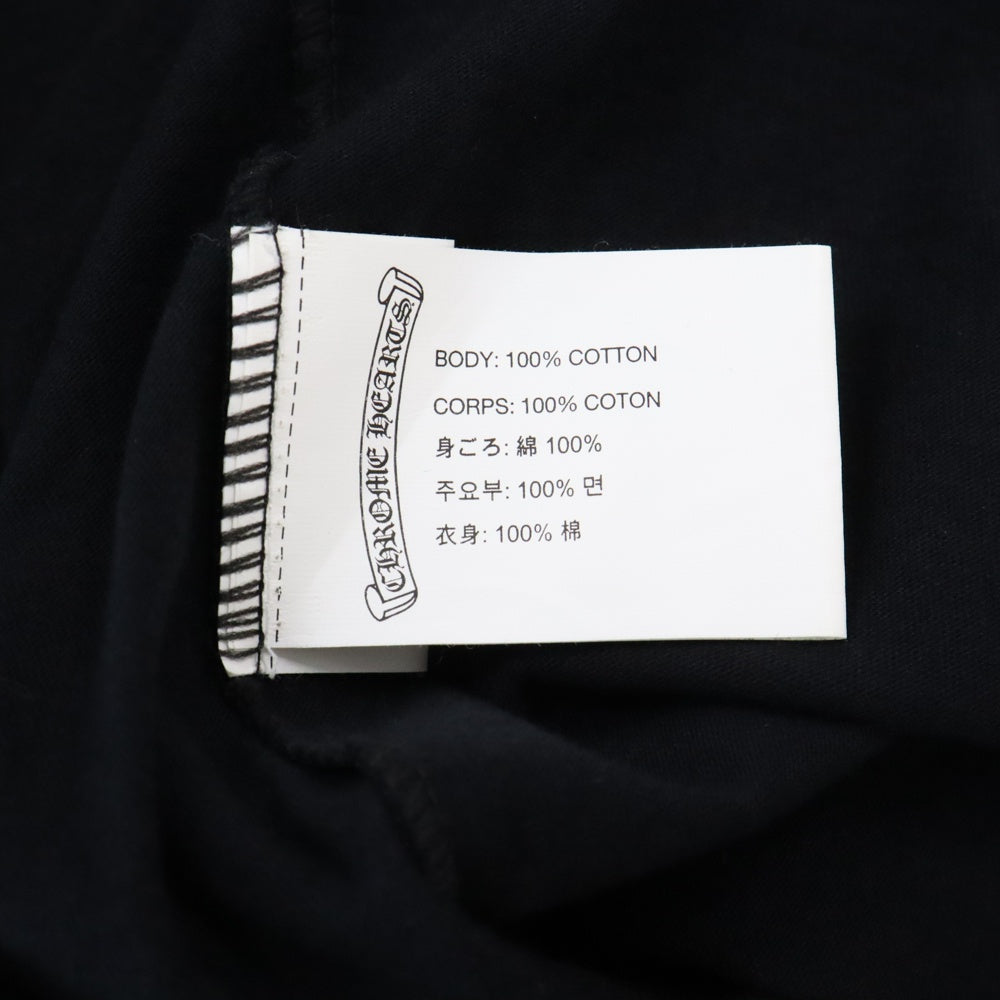 CHROME HEARTS
BODY: 100% COTTON
CORPS: 100% COTON
身ごろ: 綿 100%
주요부: 100% 면
衣身: 100% 棉